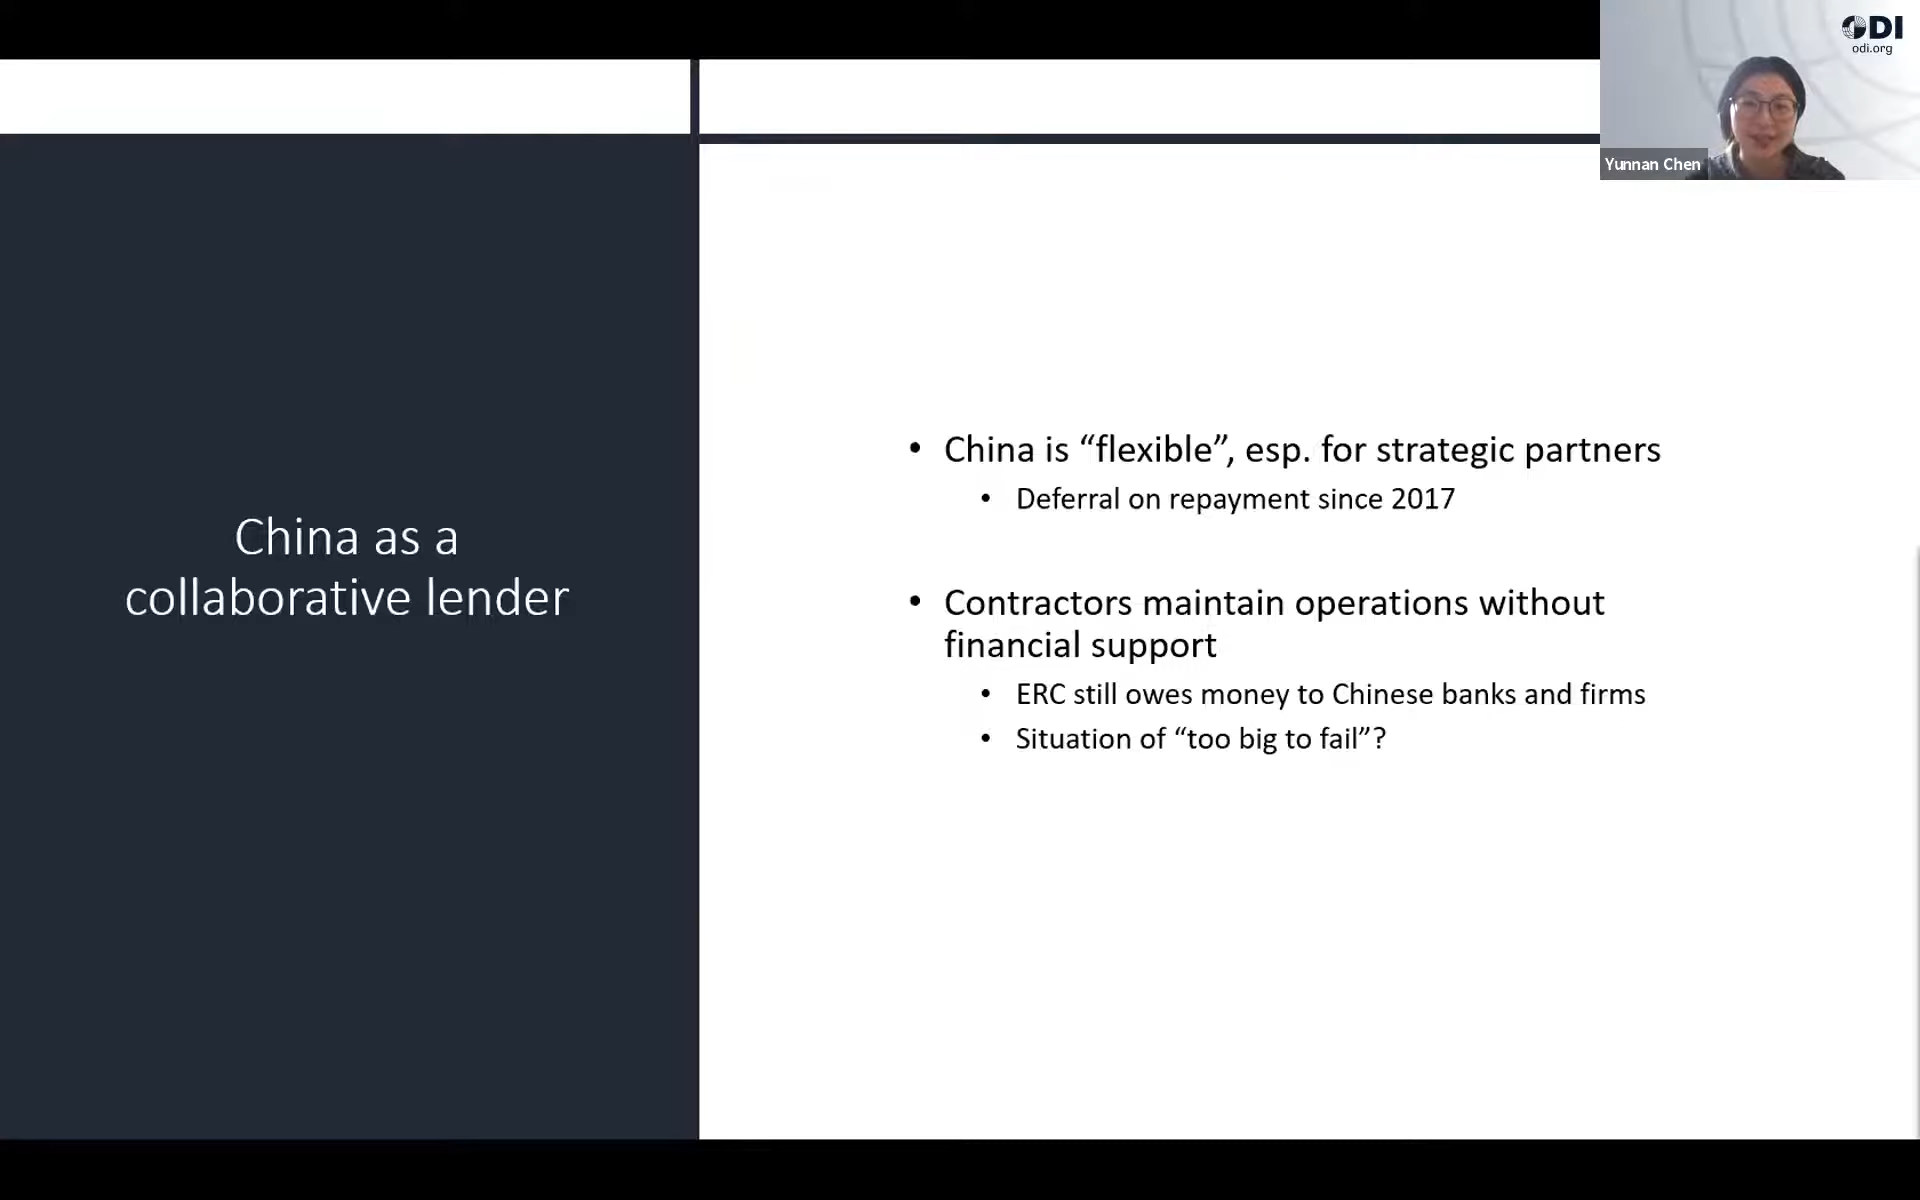 ODI
odi.org
Yunnan Chen
China as a
collaborative lender
• China is “flexible”, esp. for strategic partners
• Deferral on repayment since 2017
• Contractors maintain operations without
financial support
• ERC still owes money to Chinese banks and firms
• Situation of “too big to fail”?